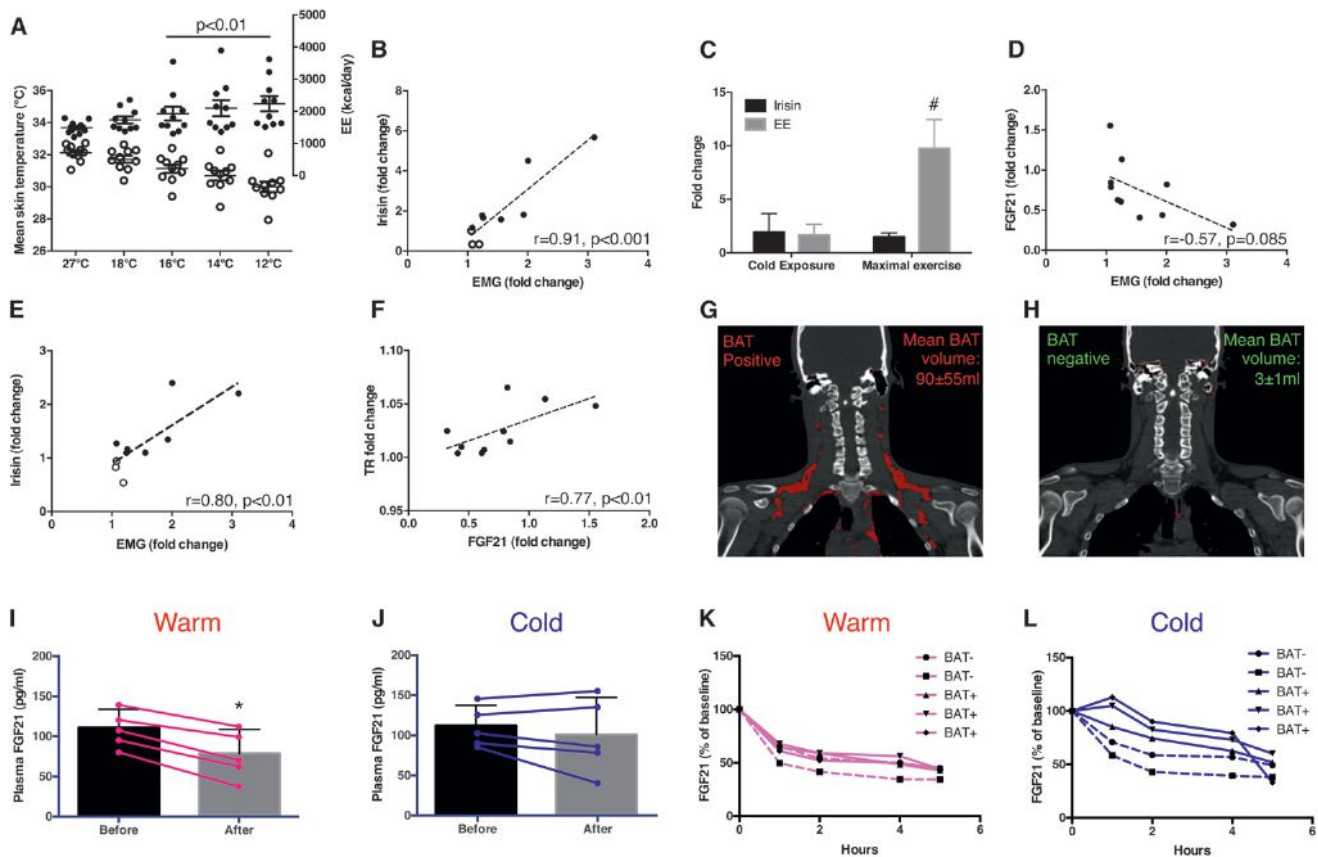 A
p<0.01
Mean skin temperature (°C)
36
34
32
30
28
26
27°C 18°C 16°C 14°C 12°C
5000
4000
3000
2000
1000
0
EE (kcal/day)
B
Irisin (fold change)
8
6
4
2
0
0 1 2 3 4
EMG (fold change)
r=0.91, p<0.001
C
Fold change
15
10
5
0
Irisin
EE
#
Cold Exposure Maximal exercise
D
FGF21 (fold change)
2.0
1.5
1.0
0.5
0.0
0 1 2 3 4
EMG (fold change)
r=-0.57, p=0.085
E
Irisin (fold change)
3
2
1
0
0 1 2 3 4
EMG (fold change)
r=0.80, p<0.01
F
TR fold change
1.10
1.05
1.00
0.95
0.0 0.5 1.0 1.5 2.0
FGF21 (fold change)
r=0.77, p<0.01
G
BAT
Positive
Mean BAT
volume:
90±55ml
H
BAT
negative
Mean BAT
volume:
3±1ml
I
Warm
Plasma FGF21 (pg/ml)
200
150
100
50
0
*
Before After
J
Cold
Plasma FGF21 (pg/ml)
200
150
100
50
0
Before After
K
Warm
FGF21 (% of baseline)
150
100
50
0
0 2 4 6
Hours
BAT-
BAT-
BAT+
BAT+
BAT+
L
Cold
FGF21 (% of baseline)
150
100
50
0
0 2 4 6
Hours
BAT-
BAT-
BAT+
BAT+
BAT+